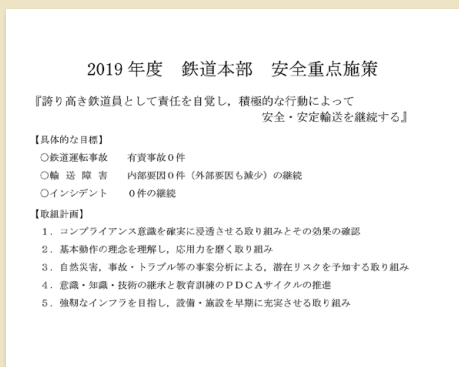 2019年度　鉄道本部　安全重点施策
『誇り高き鉄道員として責任を自覚し，積極的な行動によって
安全・安定輸送を継続する』
【具体的な目標】
○鉄道運転事故　有責事故０件
○輸 送 障 害　内部要因０件（外部要因も減少）の継続
○インシデント　０件の継続
【取組計画】
１．コンプライアンス意識を確実に浸透させる取り組みとその効果の確認
２．基本動作の理念を理解し，応用力を磨く取り組み
３．自然災害，事故・トラブル等の事案分析による，潜在リスクを予知する取り組み
４．意識・知識・技術の継承と教育訓練のＰＤＣＡサイクルの推進
５．強靭なインフラを目指し，設備・施設を早期に充実させる取り組み